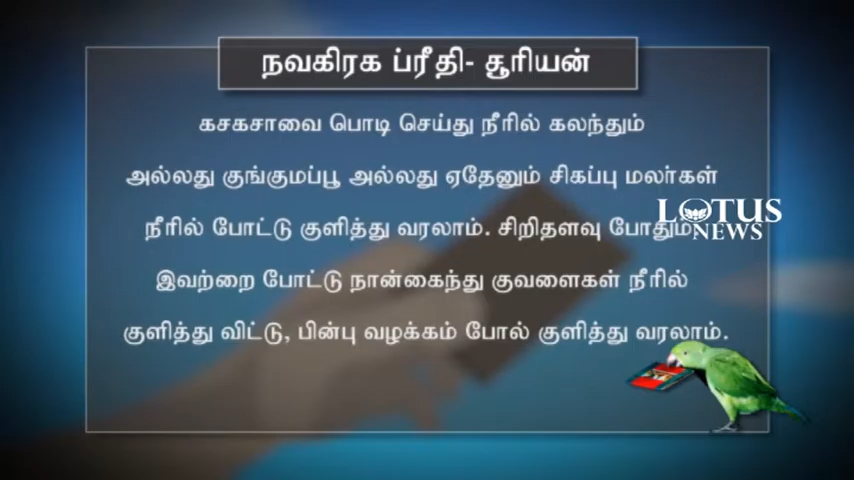 நவகிரக ப்ரீதி- சூரியன்
கசகசாவை பொடி செய்து நீரில் கலந்தும்
அல்லது குங்குமப்பூ அல்லது ஏதேனும் சிகப்பு மலர்கள்
நீரில் போட்டு குளித்து வரலாம். சிறிதளவு போதும்
இவற்றை போட்டு நான்கைந்து குவளைகள் நீரில்
குளித்து விட்டு, பின்பு வழக்கம் போல் குளித்து வரலாம்.
LOTUS
NEWS